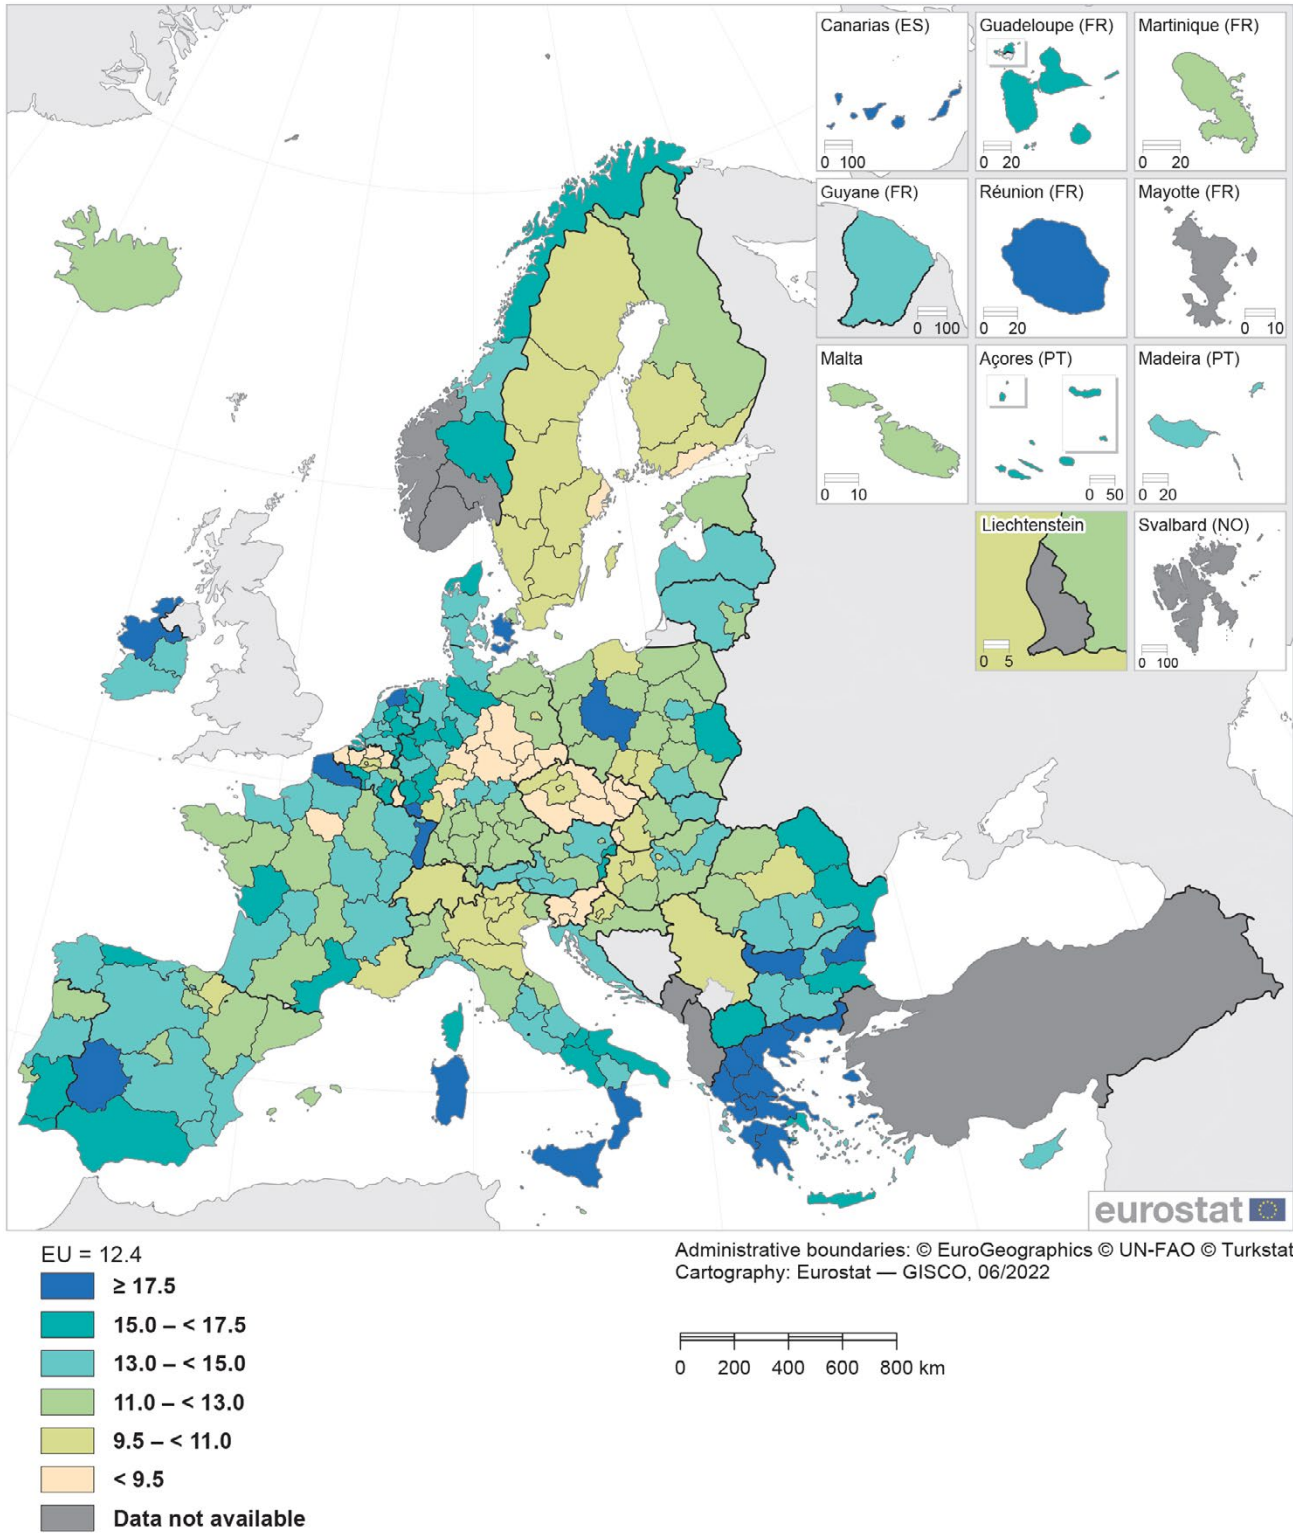 Canarias (ES)
0 100
Guadeloupe (FR)
0 20
Martinique (FR)
0 20
Guyane (FR)
0 100
Réunion (FR)
0 20
Mayotte (FR)
0 10
Malta
0 10
Açores (PT)
0 50
Madeira (PT)
0 20
Liechtenstein
0 5
Svalbard (NO)
0 100
eurostat
EU = 12.4
≥ 17.5
15.0 – < 17.5
13.0 – < 15.0
11.0 – < 13.0
9.5 – < 11.0
< 9.5
Data not available
Administrative boundaries: © EuroGeographics © UN-FAO © Turkstat
Cartography: Eurostat — GISCO, 06/2022
0 200 400 600 800 km